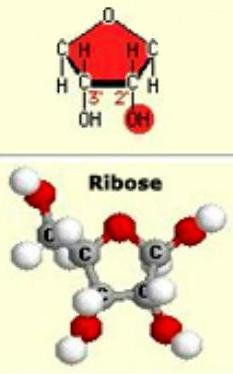 O
C H H C
H C C H
3' 2'
OH OH
Ribose
C C C
C C